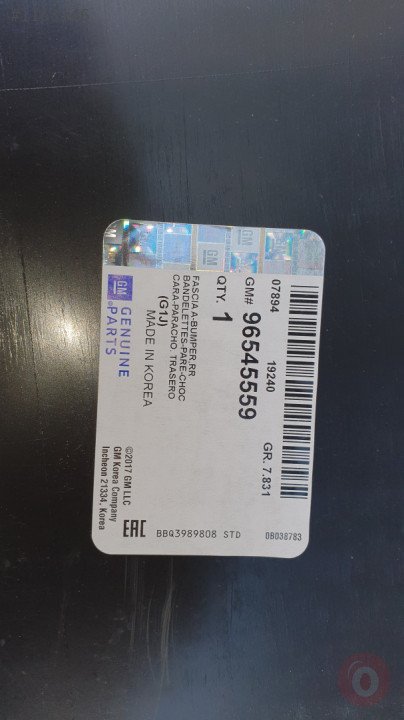 07894
19240
GM# 96545559
GR. 7.831
QTY. 1
FASCIA A-BUMPER,RR
BANDELETTES-PARE-CHOC
CARA-PARACHO, TRASERO
(G1J)
MADE IN KOREA
GM GENUINE
PARTS
©2017 GM LLC
GM Korea Company
Incheon 21334, Korea
EAC
BBQ3989808 STD
0B038783